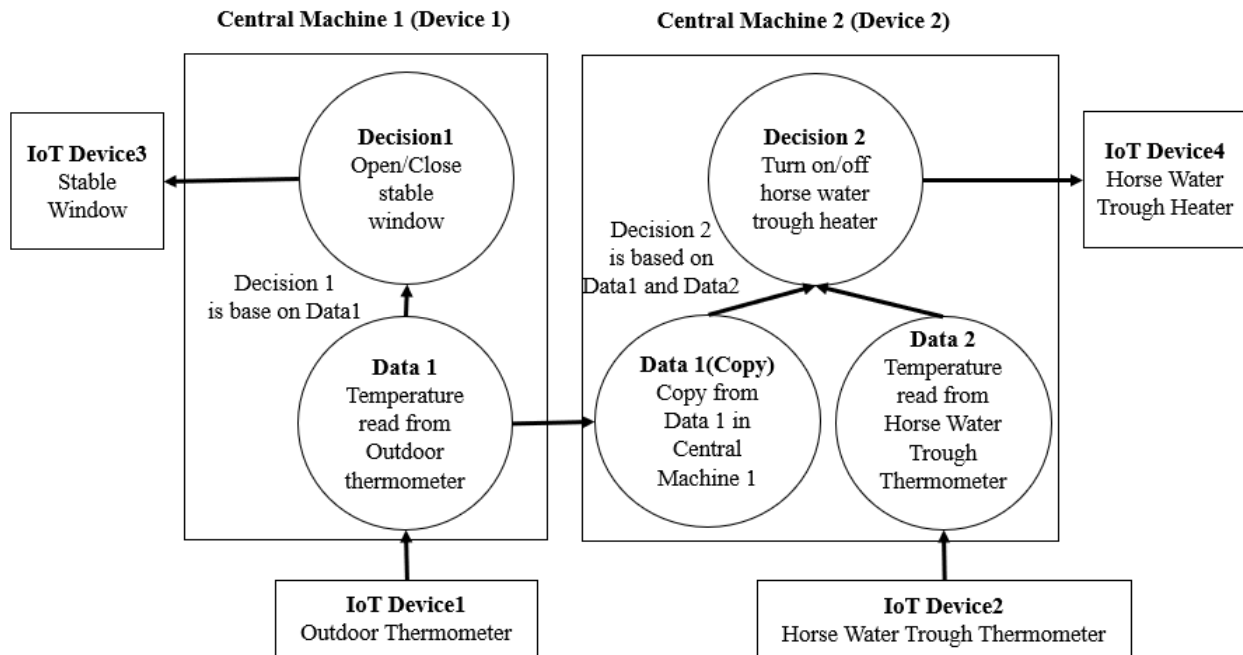 Central Machine 1 (Device 1)
Central Machine 2 (Device 2)
IoT Device3
Stable
Window
Decision1
Open/Close
stable
window
Decision 2
Turn on/off
horse water
trough heater
IoT Device4
Horse Water
Trough Heater
Decision 1
is base on Data1
Decision 2
is based on
Data1 and Data2
Data 1
Temperature
read from
Outdoor
thermometer
Data 1(Copy)
Copy from
Data 1 in
Central
Machine 1
Data 2
Temperature
read from
Horse Water
Trough
Thermometer
IoT Device1
Outdoor Thermometer
IoT Device2
Horse Water Trough Thermometer